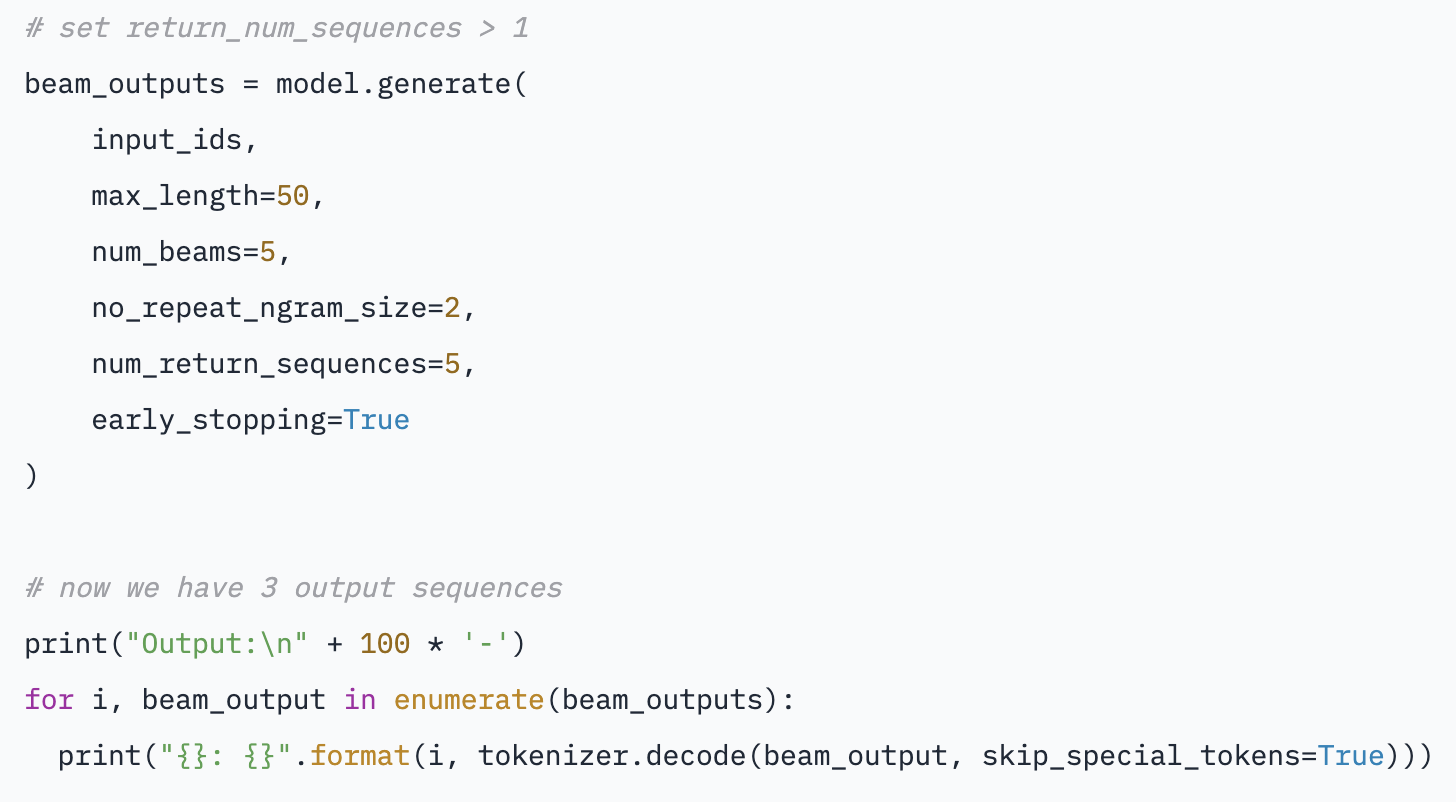 # set return_num_sequences > 1
beam_outputs = model.generate(
    input_ids,
    max_length=50,
    num_beams=5,
    no_repeat_ngram_size=2,
    num_return_sequences=5,
    early_stopping=True
)

# now we have 3 output sequences
print("Output:\n" + 100 * '-')
for i, beam_output in enumerate(beam_outputs):
  print("{}: {}".format(i, tokenizer.decode(beam_output, skip_special_tokens=True)))